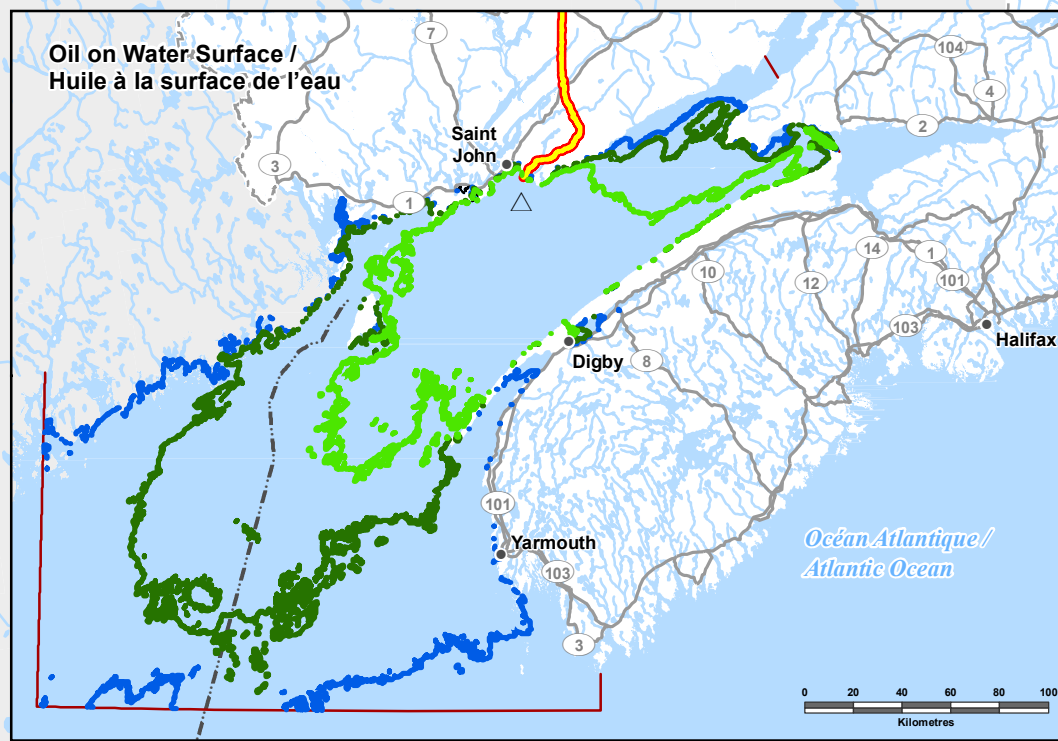 Oil on Water Surface /
Huile à la surface de l'eau
7
104
4
2
Saint
John
3
1
14
1
10
12
101
103
Halifax
Digby
8
101
Océan Atlantique /
Atlantic Ocean
Yarmouth
103
3
0 20 40 60 80 100
Kilometres